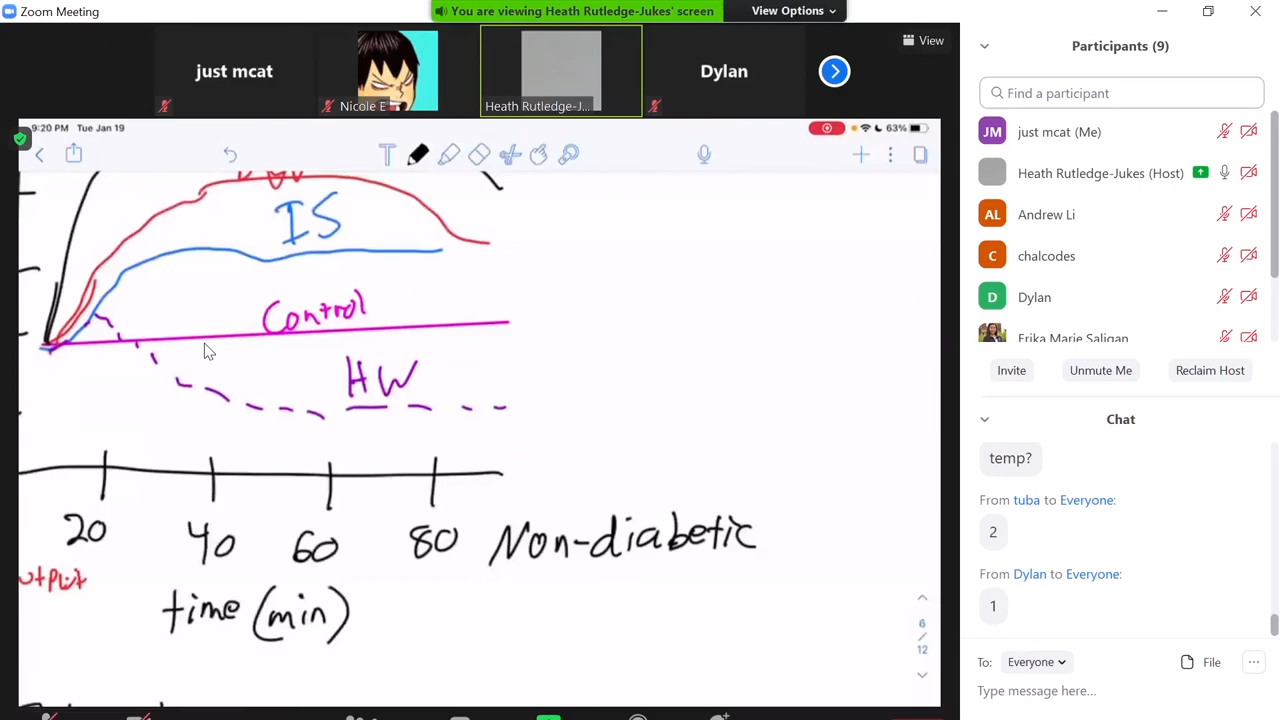 Zoom Meeting
You are viewing Heath Rutledge-Jukes' screen
View Options
just mcat
Nicole E
Heath Rutledge-J...
Dylan
View
9:20 PM Tue Jan 19
63%
IS
Control
HW
20 40 60 80 Non-diabetic
time (min)
6
/
12
Participants (9)
Find a participant
JM just mcat (Me)
Heath Rutledge-Jukes (Host)
AL Andrew Li
C chalcodes
D Dylan
Erika Marie Saligan
Invite
Unmute Me
Reclaim Host
Chat
temp?
From tuba to Everyone:
2
From Dylan to Everyone:
1
To: Everyone
File
Type message here...